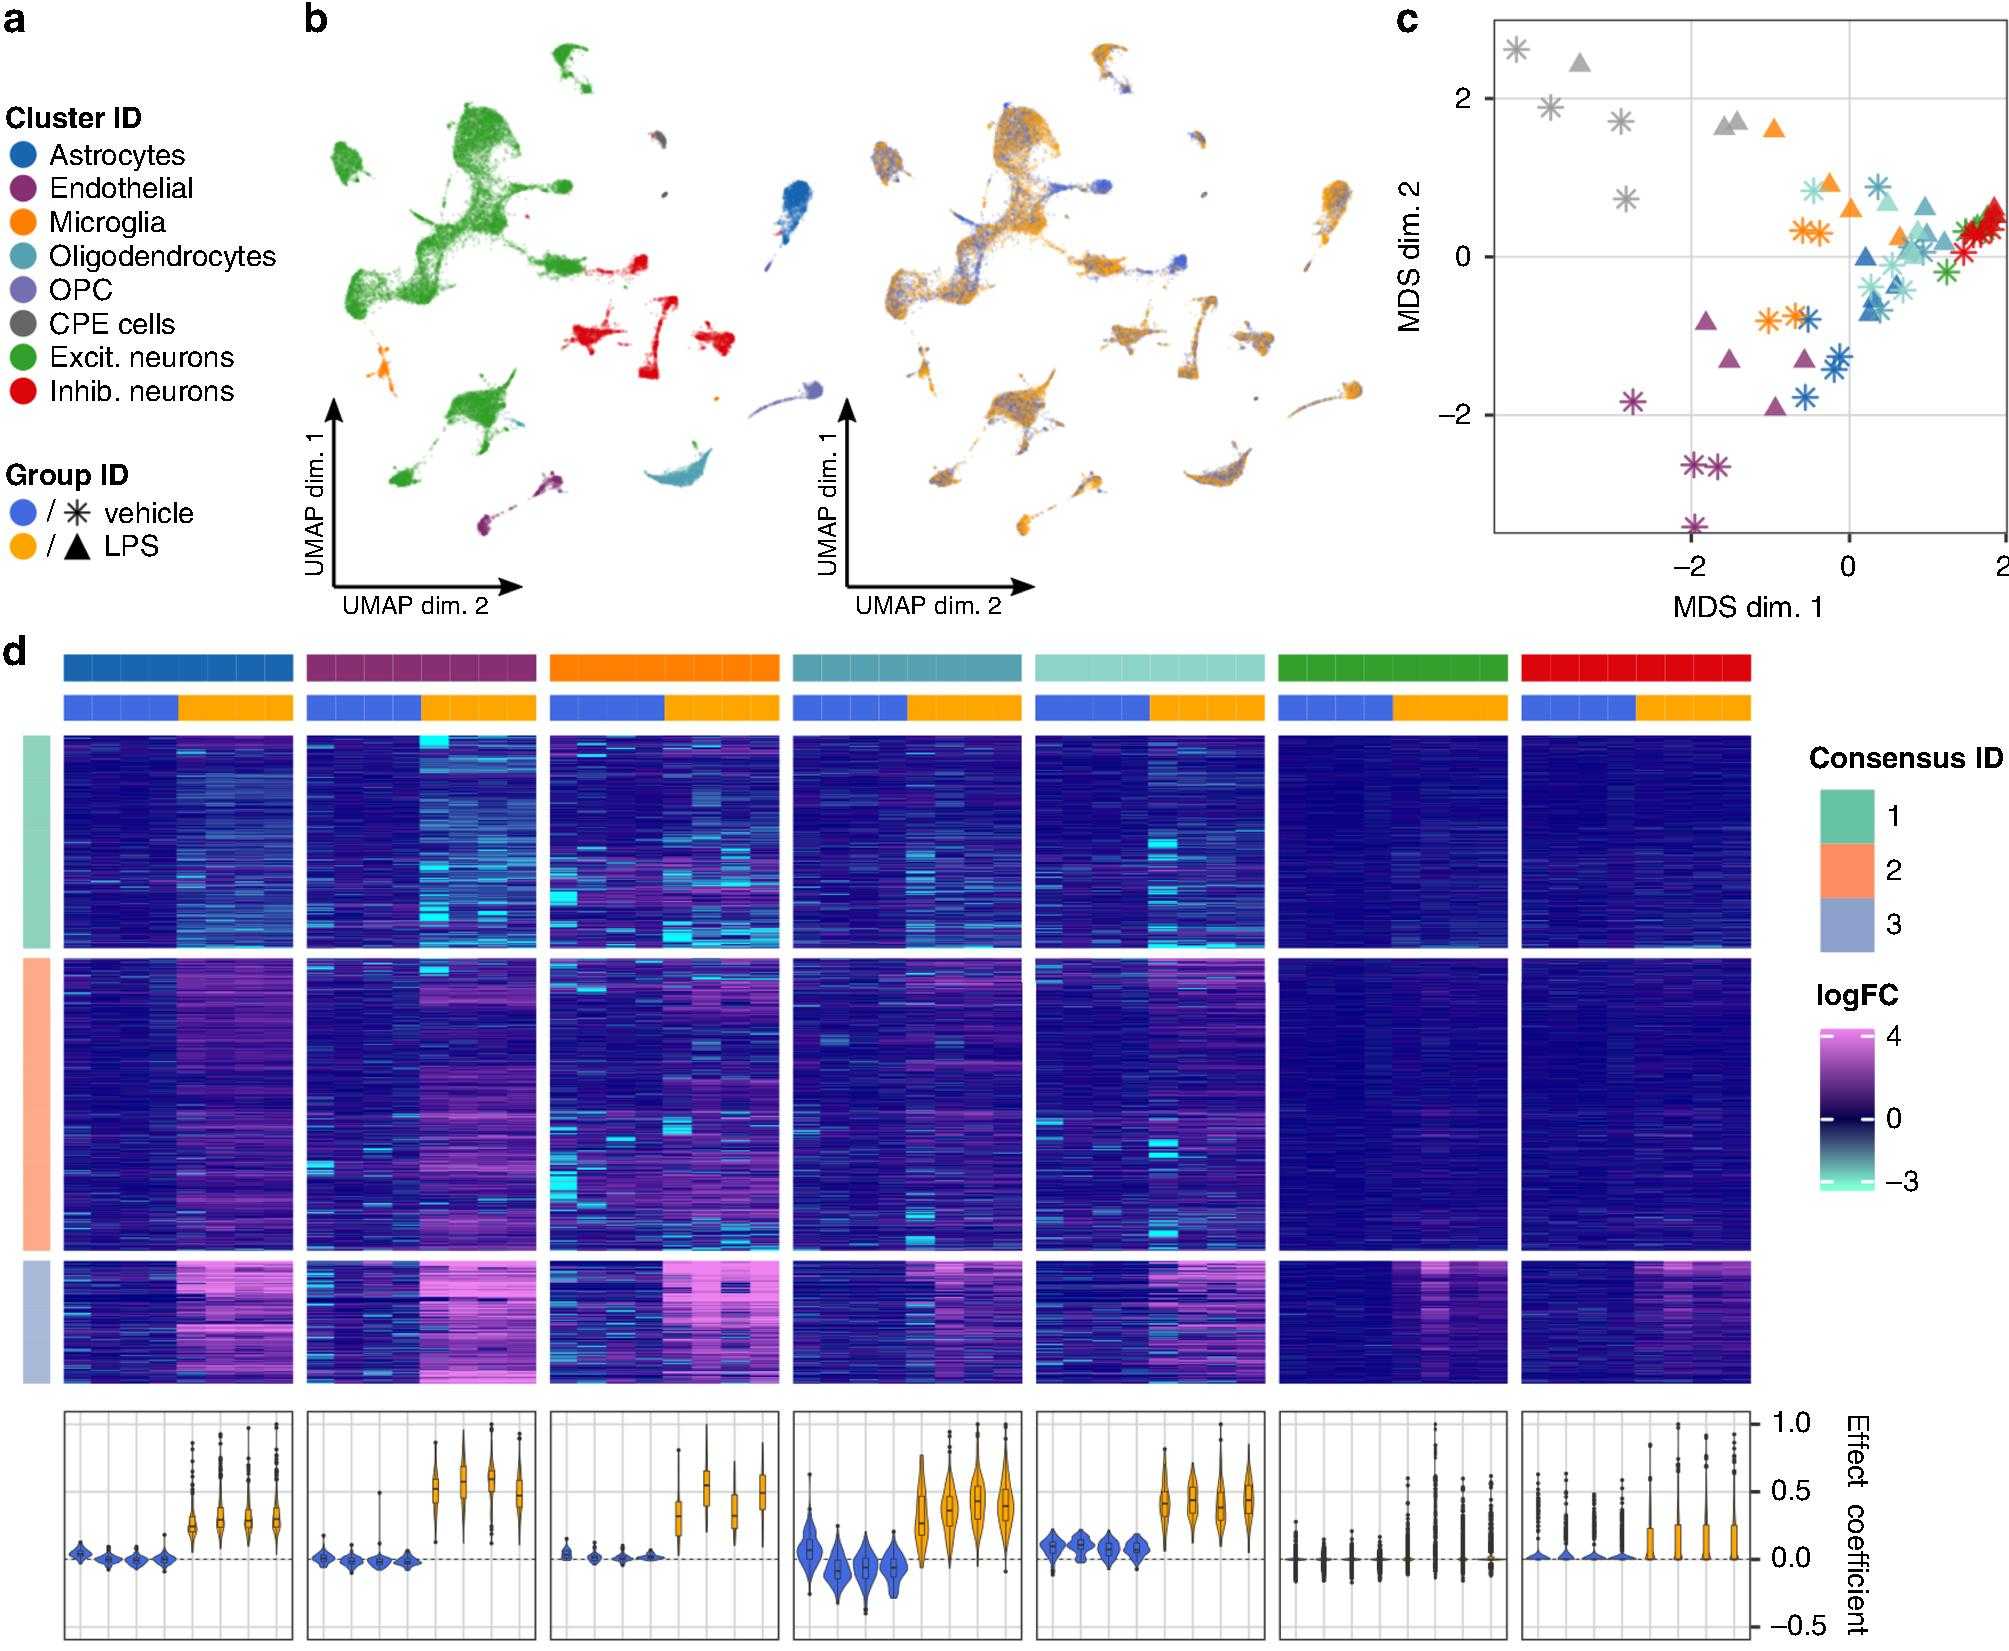 a
b
c
Cluster ID
Astrocytes
Endothelial
Microglia
Oligodendrocytes
OPC
CPE cells
Excit. neurons
Inhib. neurons
Group ID
/ vehicle
/ LPS
UMAP dim. 1
UMAP dim. 2
UMAP dim. 1
UMAP dim. 2
MDS dim. 2
2
0
−2
−2
0
2
MDS dim. 1
d
Consensus ID
1
2
3
logFC
4
0
−3
1.0
0.5
0.0
−0.5
Effect coefficient